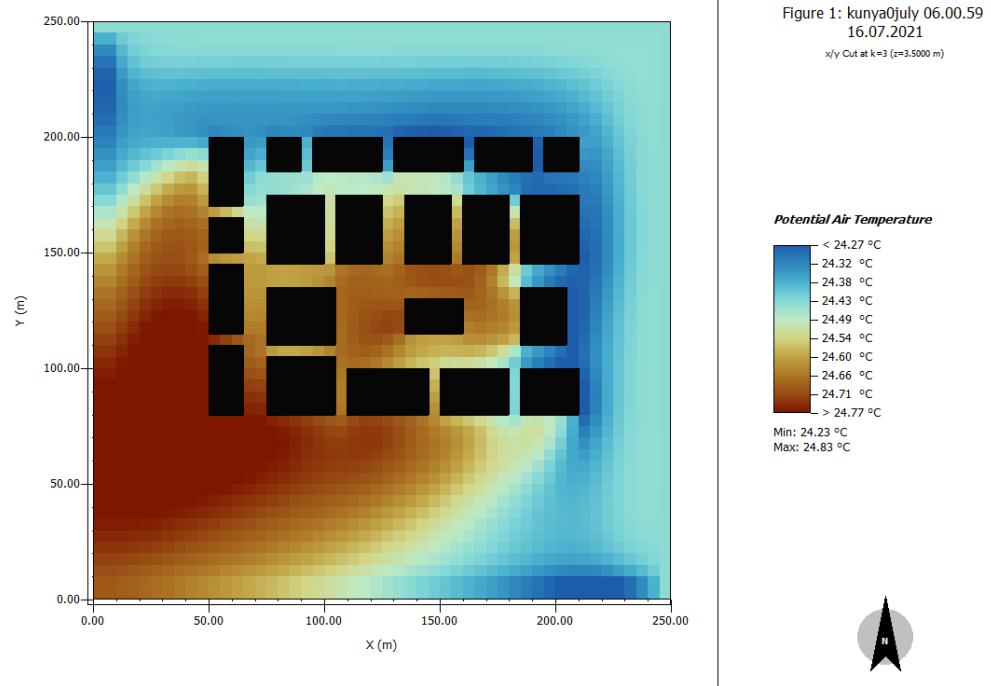 Figure 1: kunya0july 06.00.59
16.07.2021
x/y Cut at k=3 (z=3.5000 m)
250.00
200.00
150.00
100.00
50.00
0.00
Y (m)
0.00 50.00 100.00 150.00 200.00 250.00
X (m)
Potential Air Temperature
< 24.27 °C
24.32 °C
24.38 °C
24.43 °C
24.49 °C
24.54 °C
24.60 °C
24.66 °C
24.71 °C
> 24.77 °C
Min: 24.23 °C
Max: 24.83 °C
N